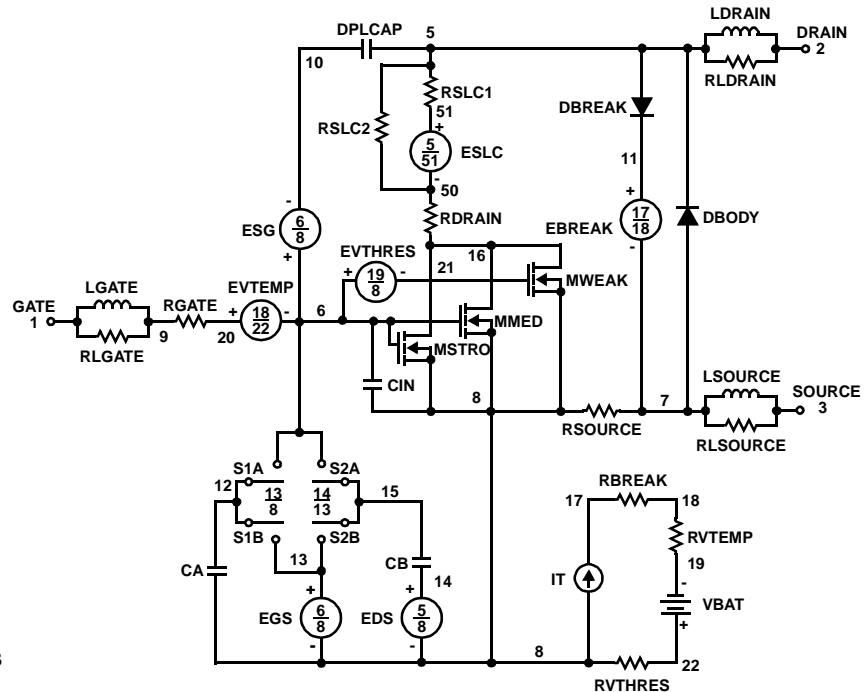 LDRAIN
DPLCAP 5 DRAIN
10 2
RLDRAIN
RSLC1
51
DBREAK
RSLC2
+
5
51
ESLC
-
50
11
-
6
8
ESG
+
RDRAIN
+
17
18
EBREAK
-
DBODY
EVTHRES
+ 19
8 -
21
16
MWEAK
LGATE
EVTEMP
GATE
1
RGATE
+ 18
22 -
6
MMED
9 20
RLGATE
MSTRO
CIN
8
LSOURCE
7
SOURCE
3
RSOURCE
RLSOURCE
S1A S2A
12
13
8
14
13
15
S1B S2B
13
RBREAK
17 18
RVTEMP
CA
CB
14
19
IT
-
VBAT
+
+
6
8
EGS
-
+
5
8
EDS
-
8
22
RVTHRES